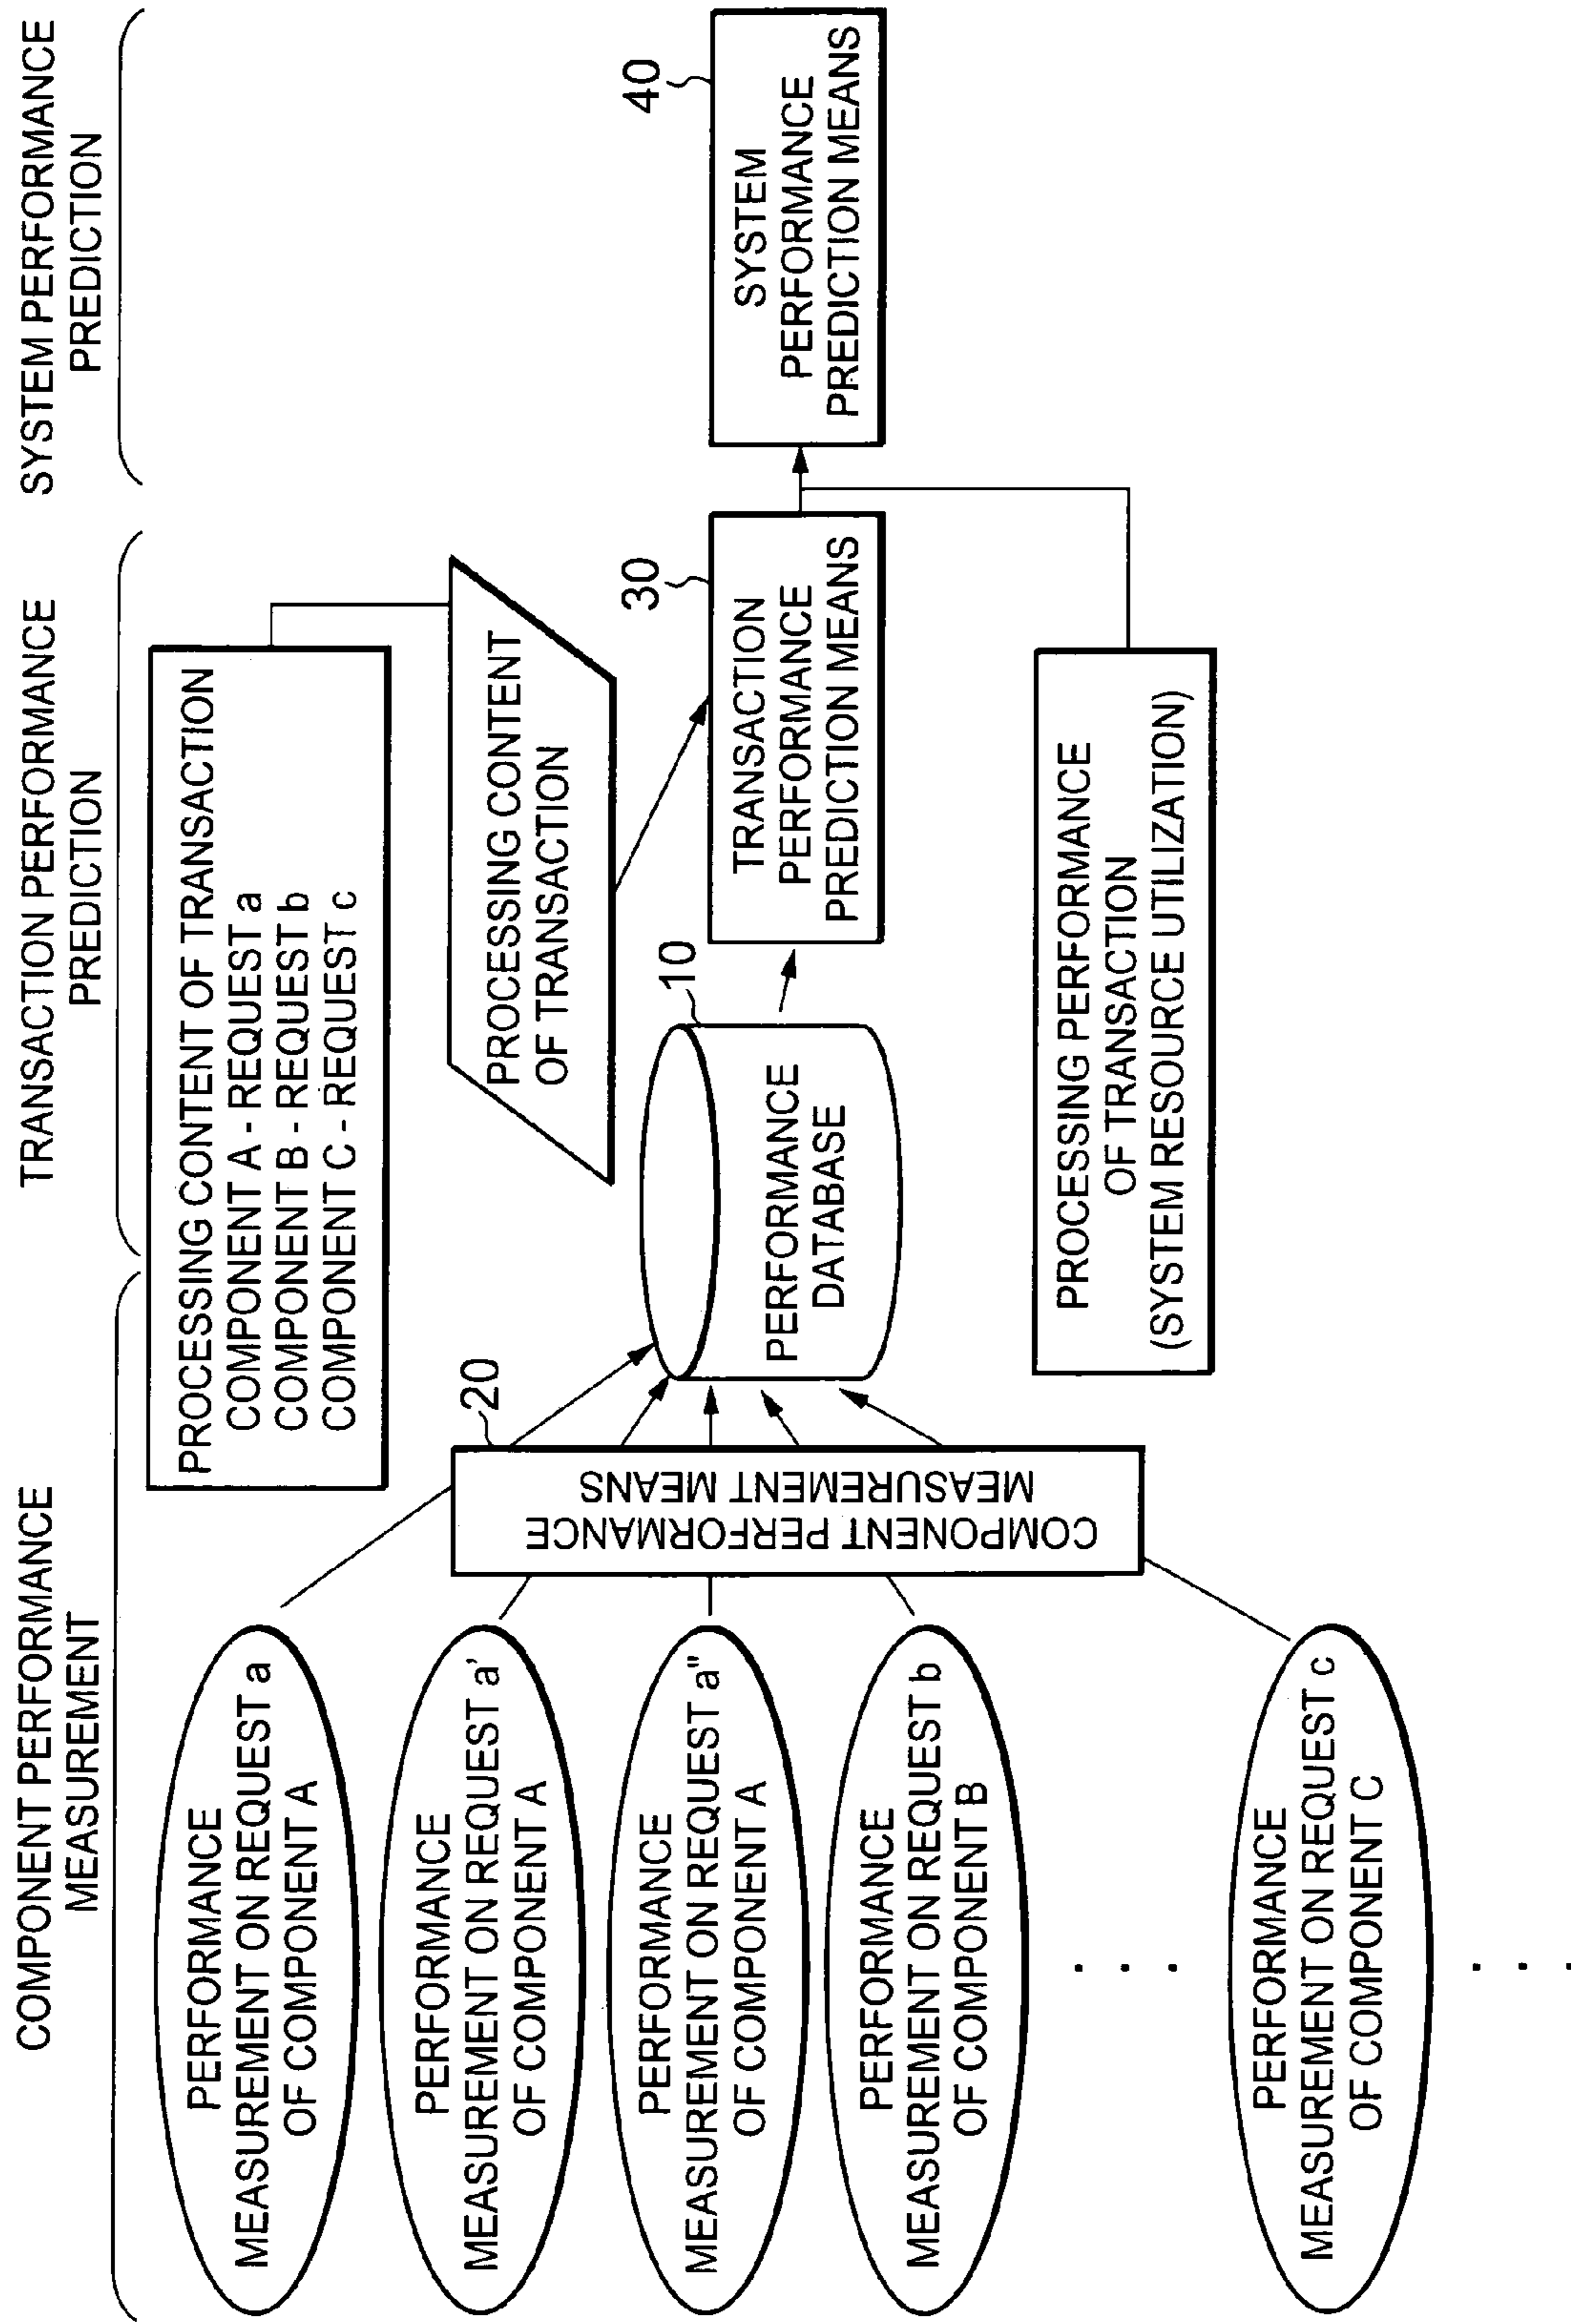 COMPONENT PERFORMANCE
MEASUREMENT
TRANSACTION PERFORMANCE
PREDICTION
SYSTEM PERFORMANCE
PREDICTION
PERFORMANCE
MEASUREMENT ON REQUEST a
OF COMPONENT A
PERFORMANCE
MEASUREMENT ON REQUEST a'
OF COMPONENT A
PERFORMANCE
MEASUREMENT ON REQUEST a"
OF COMPONENT A
PERFORMANCE
MEASUREMENT ON REQUEST b
OF COMPONENT B
. . .
PERFORMANCE
MEASUREMENT ON REQUEST c
OF COMPONENT C
. . .
20
COMPONENT PERFORMANCE
MEASUREMENT MEANS
PROCESSING CONTENT OF TRANSACTION
COMPONENT A - REQUEST a
COMPONENT B - REQUEST b
COMPONENT C - REQUEST c
PROCESSING CONTENT
OF TRANSACTION
10
PERFORMANCE
DATABASE
30
TRANSACTION
PERFORMANCE
PREDICTION MEANS
PROCESSING PERFORMANCE
OF TRANSACTION
(SYSTEM RESOURCE UTILIZATION)
40
SYSTEM
PERFORMANCE
PREDICTION MEANS